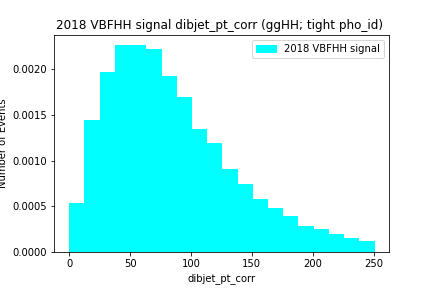 2018 VBFHH signal dibjet_pt_corr (ggHH; tight pho_id)
2018 VBFHH signal
Number of Events
0.0020
0.0015
0.0010
0.0005
0.0000
0 50 100 150 200 250
dibjet_pt_corr